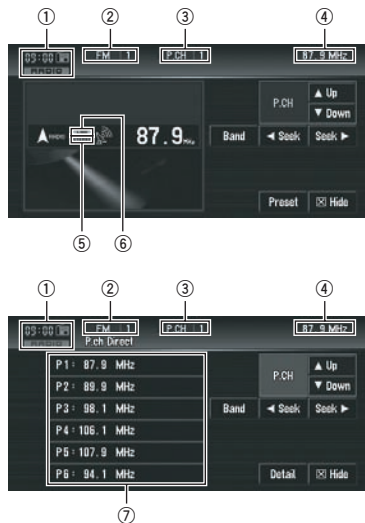 ① ② ③ ④
09:00 FM 1 P.CH 1 87.9 MHz
RADIO
P.CH ▲ Up
▼ Down
RADIO 87.9 MHz Band ◄ Seek Seek ►
Preset Hide
⑤ ⑥
① ② ③ ④
09:00 FM 1 P.CH 1 87.9 MHz
RADIO P.ch Direct
P1: 87.9 MHz
P2: 89.9 MHz
P3: 98.1 MHz
P4: 106.1 MHz
P5: 107.9 MHz
P6: 94.1 MHz
P.CH ▲ Up
▼ Down
Band ◄ Seek Seek ►
Detail Hide
⑦